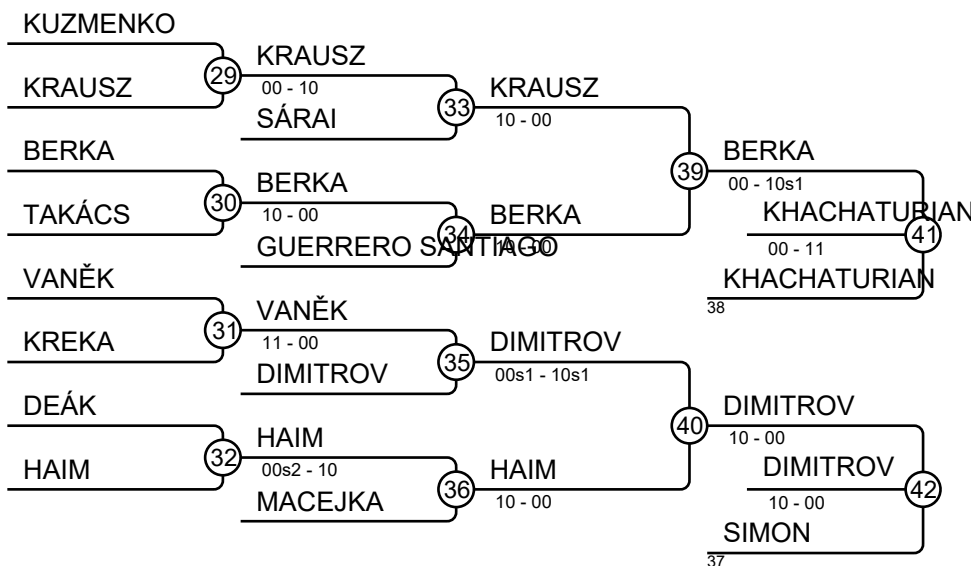 KUZMENKO
29
KRAUSZ
00 - 10
KRAUSZ
33
KRAUSZ
10 - 00
SÁRAI
39
BERKA
00 - 10s1
BERKA
30
BERKA
10 - 00
TAKÁCS
34
BERKA
10 - 00
GUERRERO SANTIAGO
KHACHATURIAN
41
00 - 11
KHACHATURIAN
38
VANĚK
31
VANĚK
11 - 00
KREKA
35
DIMITROV
00s1 - 10s1
DIMITROV
40
DIMITROV
10 - 00
DEÁK
32
HAIM
00s2 - 10
HAIM
36
HAIM
10 - 00
MACEJKA
DIMITROV
42
10 - 00
SIMON
37